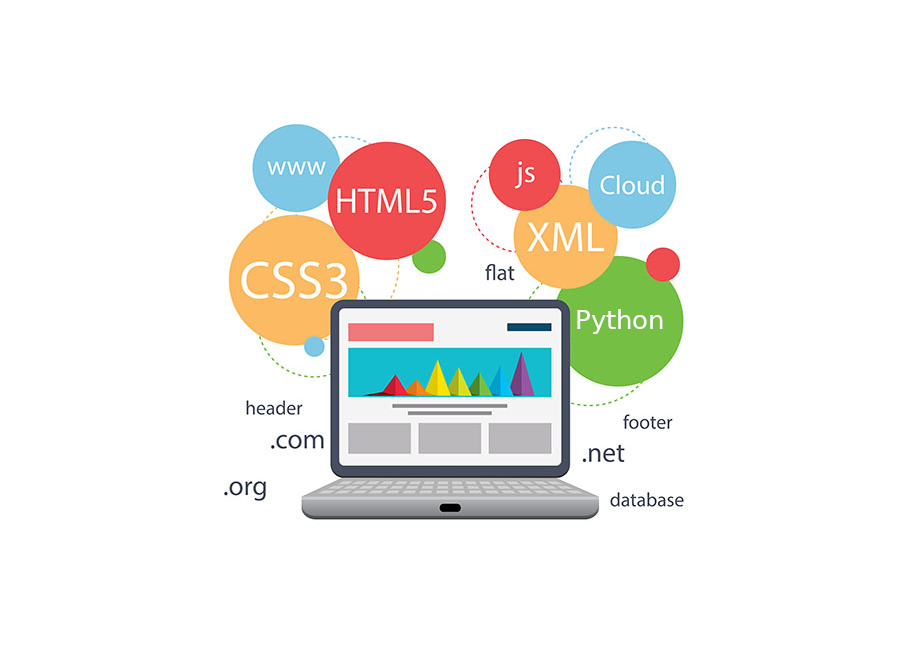 www
HTML5
CSS3
js
Cloud
XML
flat
Python
header
.com
.org
footer
.net
database